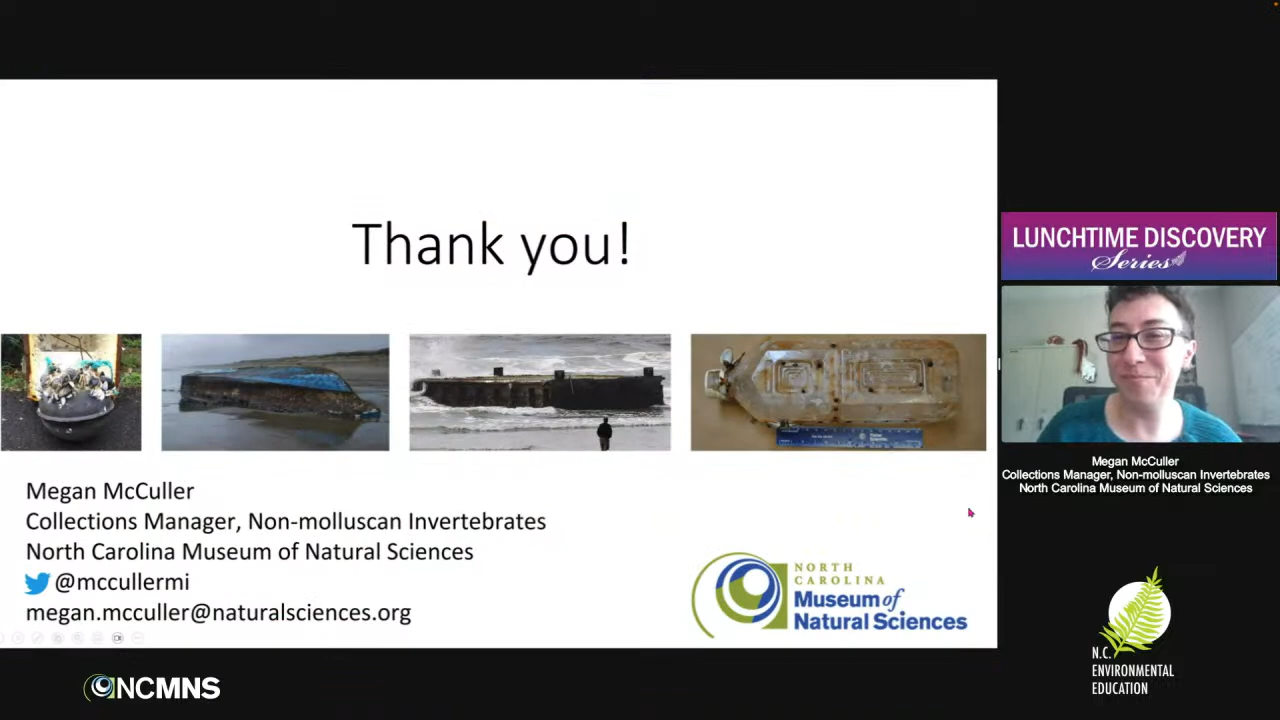 Thank you!
Megan McCuller
Collections Manager, Non-molluscan Invertebrates
North Carolina Museum of Natural Sciences
@mccullermi
megan.mcculler@naturalsciences.org
NORTH
CAROLINA
Museum of
Natural Sciences
LUNCHTIME DISCOVERY
Series
Megan McCuller
Collections Manager, Non-molluscan Invertebrates
North Carolina Museum of Natural Sciences
N.C.
ENVIRONMENTAL
EDUCATION
NCMNS